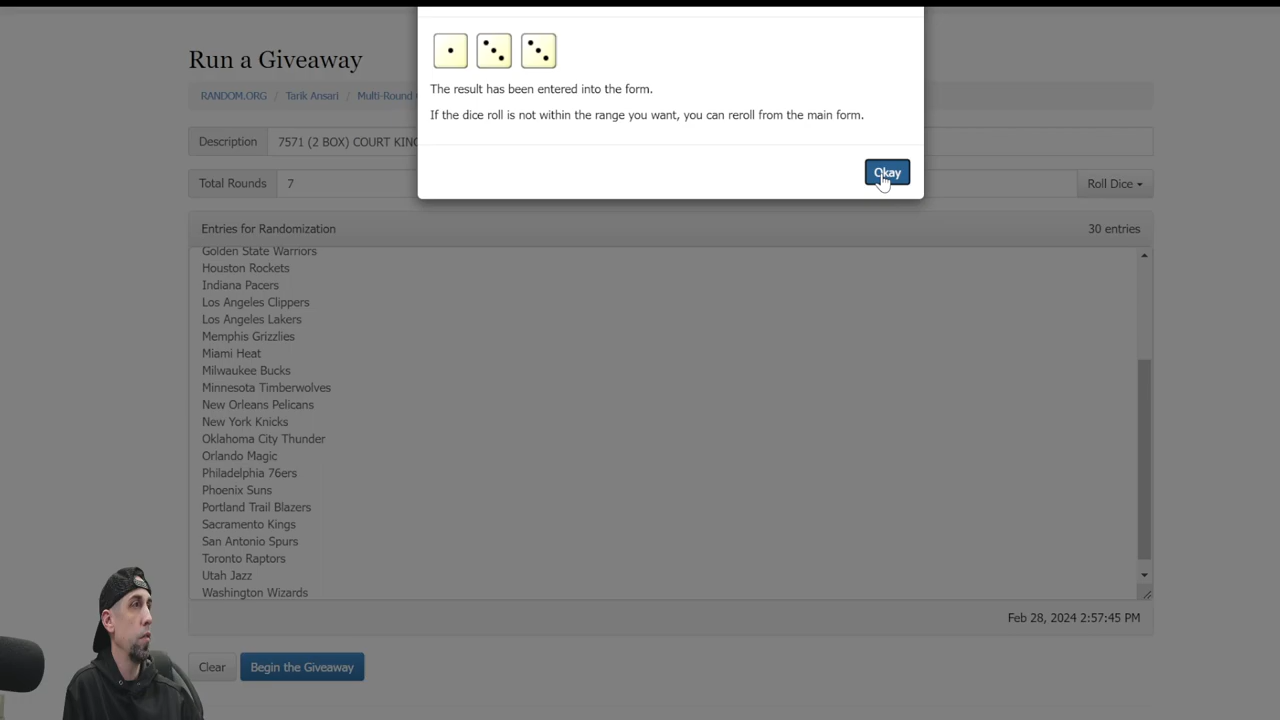 The result has been entered into the form.
If the dice roll is not within the range you want, you can reroll from the main form.
Okay
Run a Giveaway
RANDOM.ORG / Tarik Ansari / Multi-Round
Description 7571 (2 BOX) COURT KING
Total Rounds 7 Roll Dice
Entries for Randomization 30 entries
Golden State Warriors
Houston Rockets
Indiana Pacers
Los Angeles Clippers
Los Angeles Lakers
Memphis Grizzlies
Miami Heat
Milwaukee Bucks
Minnesota Timberwolves
New Orleans Pelicans
New York Knicks
Oklahoma City Thunder
Orlando Magic
Philadelphia 76ers
Phoenix Suns
Portland Trail Blazers
Sacramento Kings
San Antonio Spurs
Toronto Raptors
Utah Jazz
Washington Wizards
Feb 28, 2024 2:57:45 PM
Clear Begin the Giveaway